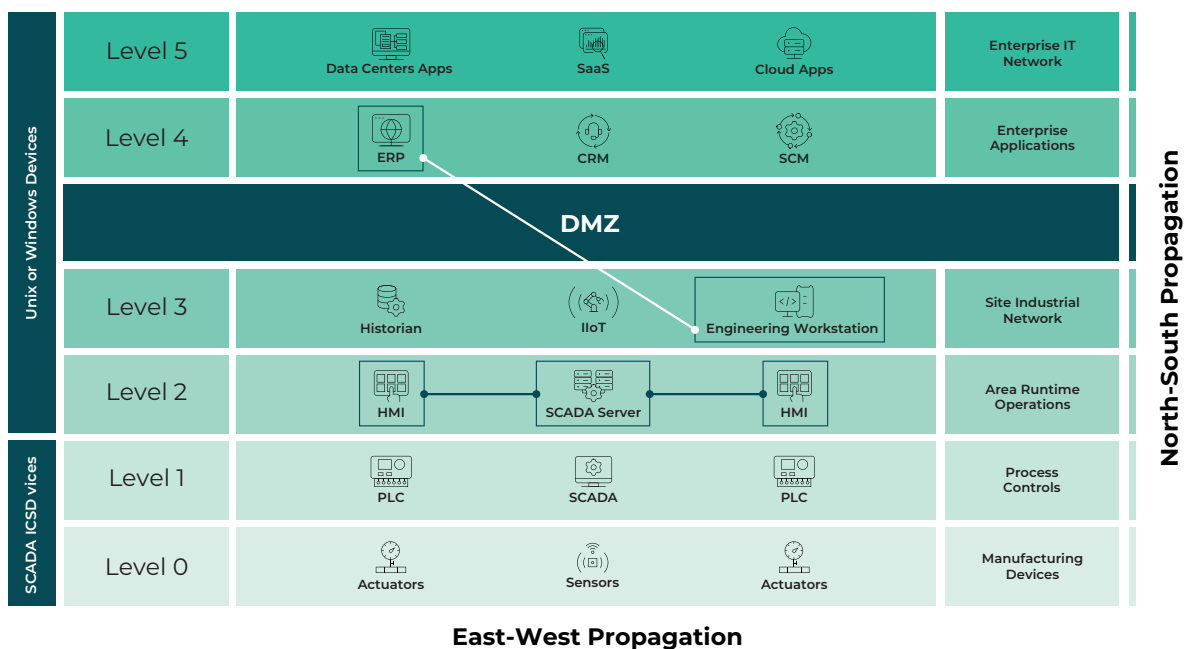 Unix or Windows Devices
Level 5
Data Centers Apps
SaaS
Cloud Apps
Enterprise IT
Network
Level 4
ERP
CRM
SCM
Enterprise
Applications
DMZ
Level 3
Historian
IIoT
Engineering Workstation
Site Industrial
Network
Level 2
HMI
SCADA Server
HMI
Area Runtime
Operations
SCADA ICSD vices
Level 1
PLC
SCADA
PLC
Process
Controls
Level 0
Actuators
Sensors
Actuators
Manufacturing
Devices
North-South Propagation
East-West Propagation